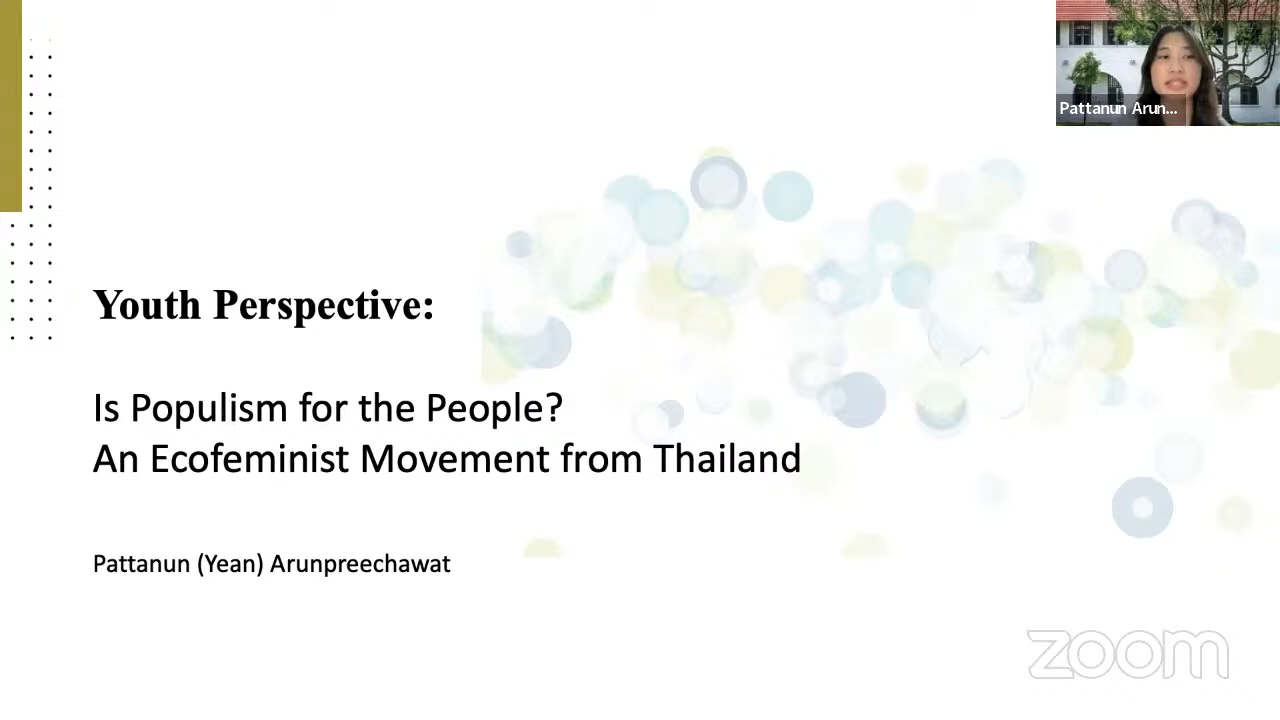 Pattanun Arun...
Youth Perspective:
Is Populism for the People?
An Ecofeminist Movement from Thailand
Pattanun (Yean) Arunpreechawat
zoom